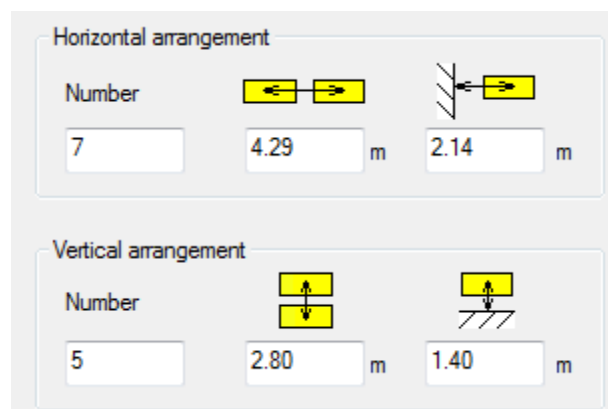 Horizontal arrangement
Number
7 4.29 m 2.14 m
Vertical arrangement
Number
5 2.80 m 1.40 m